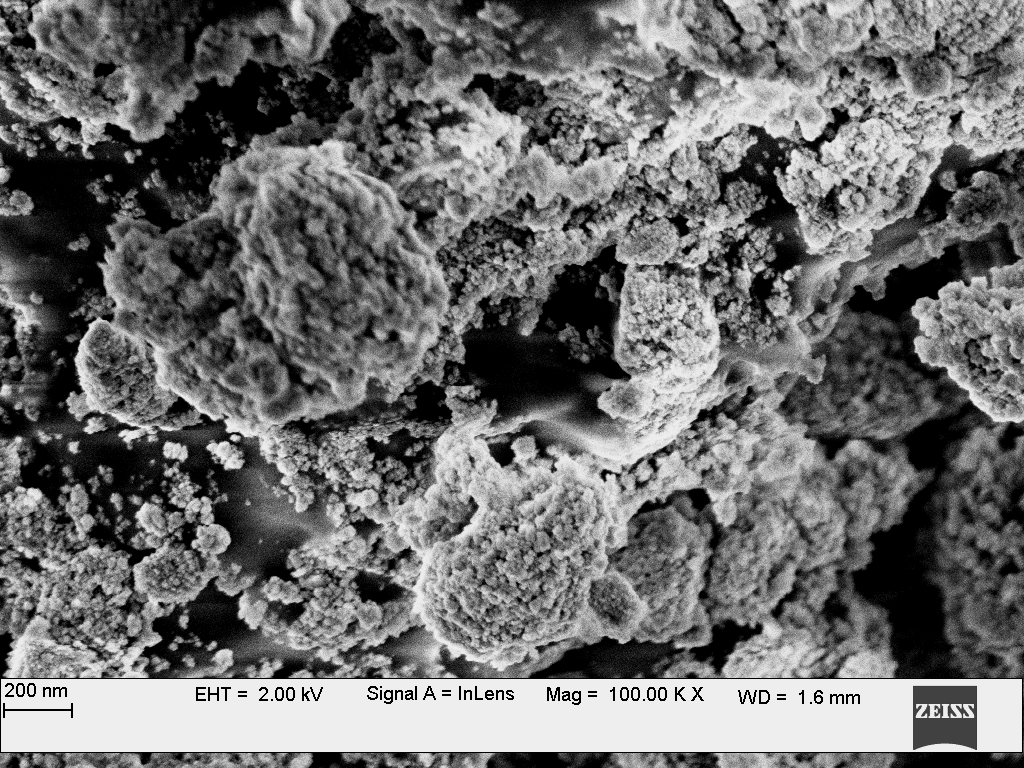 200 nm
EHT = 2.00 kV Signal A = InLens Mag = 100.00 K X WD = 1.6 mm
ZEISS